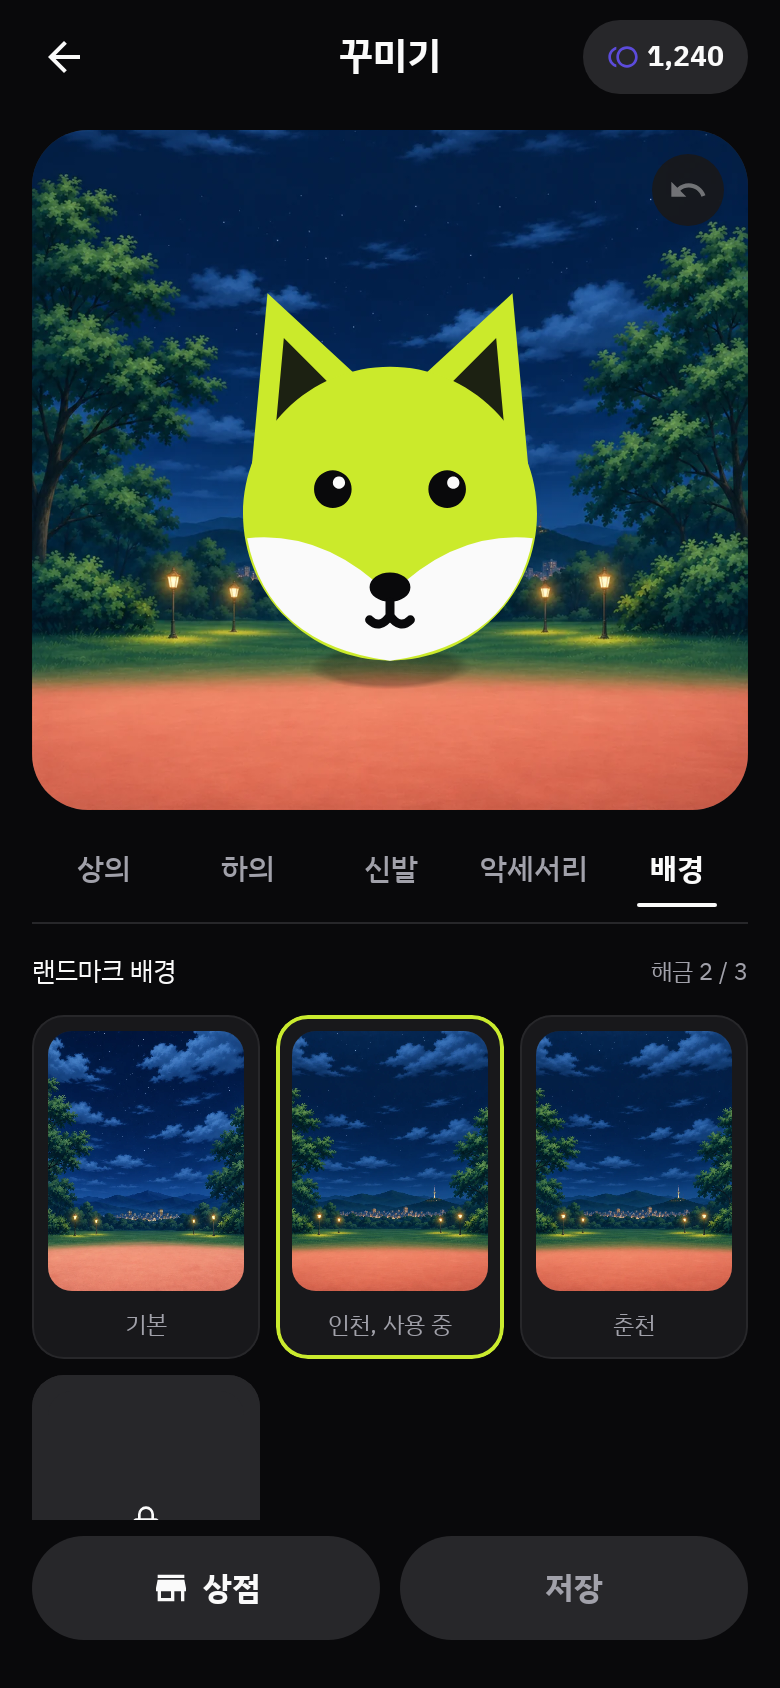 꾸미기
1,240
상의
하의
신발
악세서리
배경
랜드마크 배경
해금 2 / 3
기본
인천, 사용 중
춘천
상점
저장